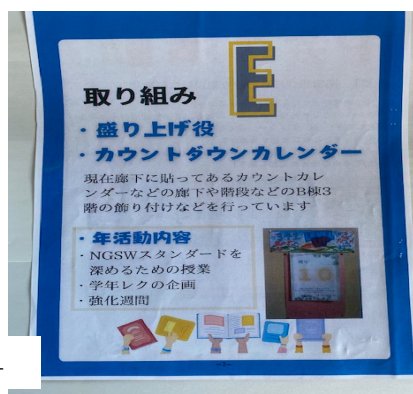 E
取り組み
・盛り上げ役
・カウントダウンカレンダー
現在廊下に貼ってあるカウントカレ
ンダーなどの廊下や階段などのB棟3
階の飾り付けなどを行っています
・年活動内容
・NGSWスタンダードを
深めるための授業
・学年レクの企画
・強化週間